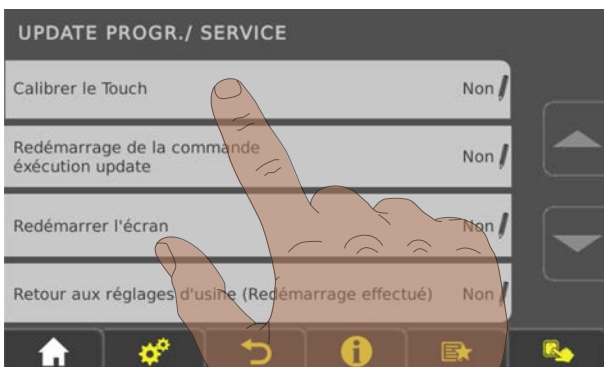 UPDATE PROGR./ SERVICE
Calibrer le Touch Non
Redémarrage de la commande
éxécution update Non
Redémarrer l'écran Non
Retour aux réglages d'usine (Redémarrage effectué) Non